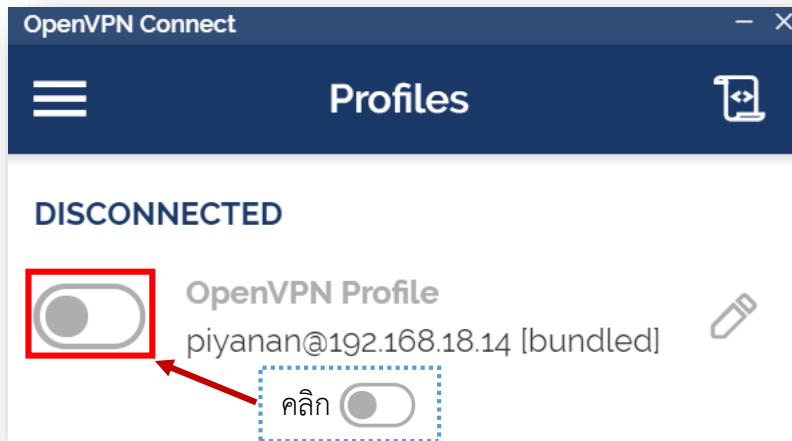 OpenVPN Connect
Profiles
DISCONNECTED
OpenVPN Profile
piyanan@192.168.18.14 [bundled]
คลิก